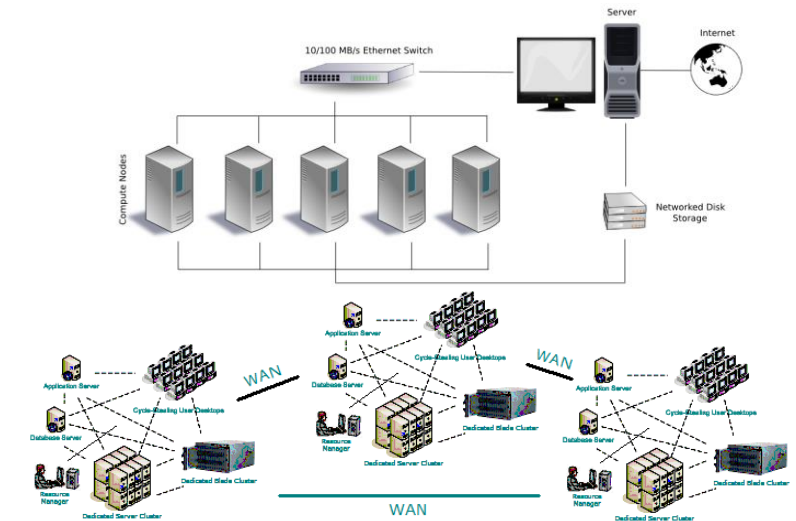 Server
Internet
10/100 MB/s Ethernet Switch
Compute Nodes
Networked Disk
Storage
Application Server
Cycle-Stealing User Desktops
WAN
WAN
Database Server
Resource
Manager
Dedicated Blade Cluster
Dedicated Server Cluster
Application Server
Cycle-Stealing User Desktops
Database Server
Dedicated Blade Cluster
Resource
Manager
Dedicated Server Cluster
Application Server
Cycle-Stealing User Desktops
Database Server
Dedicated Blade Cluster
Resource
Manager
Dedicated Server Cluster
WAN